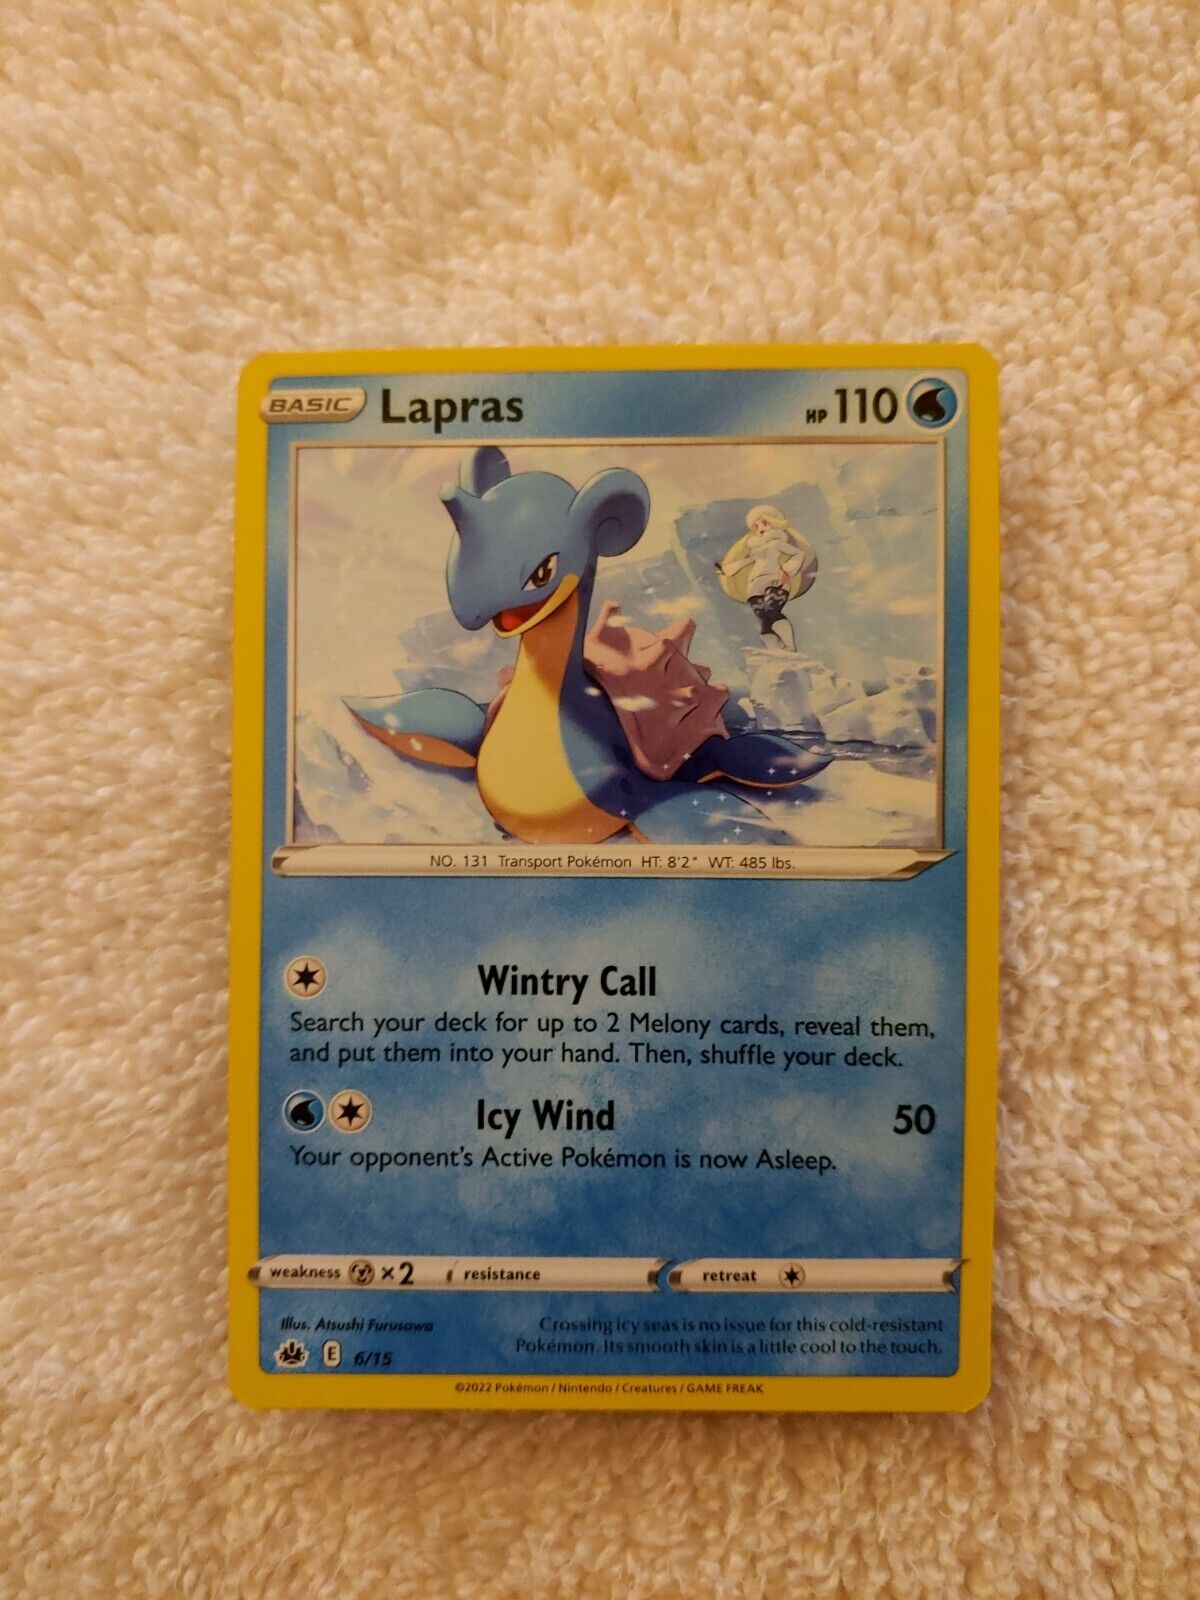 BASIC Lapras HP 110
NO. 131 Transport Pokémon HT: 8'2" WT: 485 lbs.
Wintry Call
Search your deck for up to 2 Melony cards, reveal them,
and put them into your hand. Then, shuffle your deck.
Icy Wind 50
Your opponent's Active Pokémon is now Asleep.
weakness ×2 resistance retreat
Illus. Atsushi Furusawa
Crossing icy seas is no issue for this cold-resistant
Pokémon. Its smooth skin is a little cool to the touch.
E 6/15
©2022 Pokémon / Nintendo / Creatures / GAME FREAK